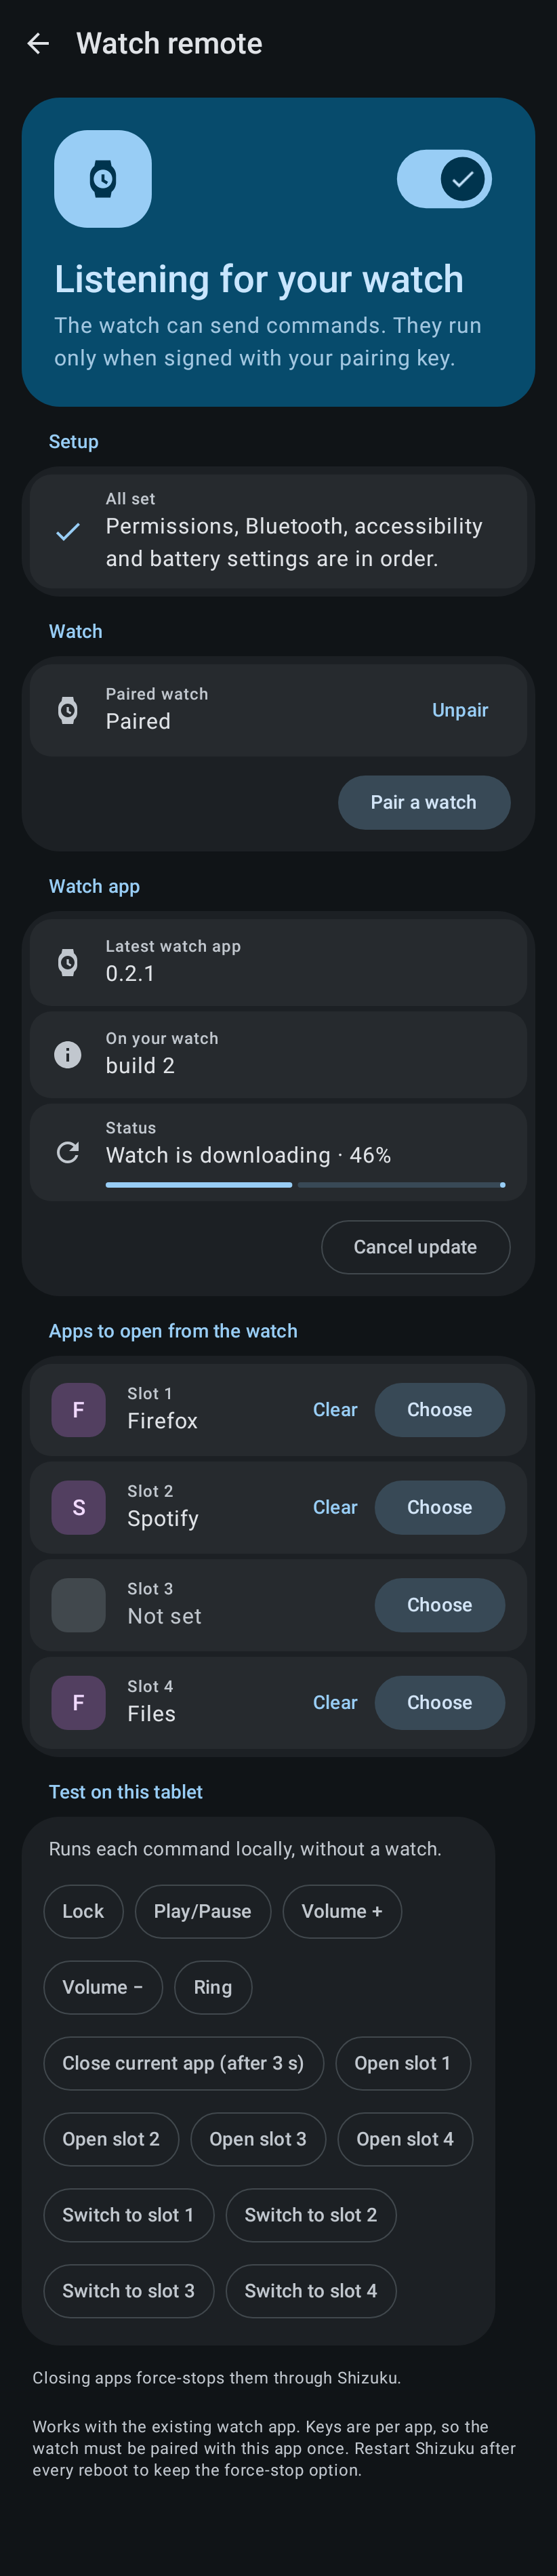 Watch remote
Listening for your watch
The watch can send commands. They run
only when signed with your pairing key.
Setup
All set
Permissions, Bluetooth, accessibility
and battery settings are in order.
Watch
Paired watch
Paired
Unpair
Pair a watch
Watch app
Latest watch app
0.2.1
On your watch
build 2
Status
Watch is downloading · 46%
Cancel update
Apps to open from the watch
F
Slot 1
Firefox
Clear
Choose
S
Slot 2
Spotify
Clear
Choose
Slot 3
Not set
Choose
F
Slot 4
Files
Clear
Choose
Test on this tablet
Runs each command locally, without a watch.
Lock
Play/Pause
Volume +
Volume −
Ring
Close current app (after 3 s)
Open slot 1
Open slot 2
Open slot 3
Open slot 4
Switch to slot 1
Switch to slot 2
Switch to slot 3
Switch to slot 4
Closing apps force-stops them through Shizuku.
Works with the existing watch app. Keys are per app, so the
watch must be paired with this app once. Restart Shizuku after
every reboot to keep the force-stop option.